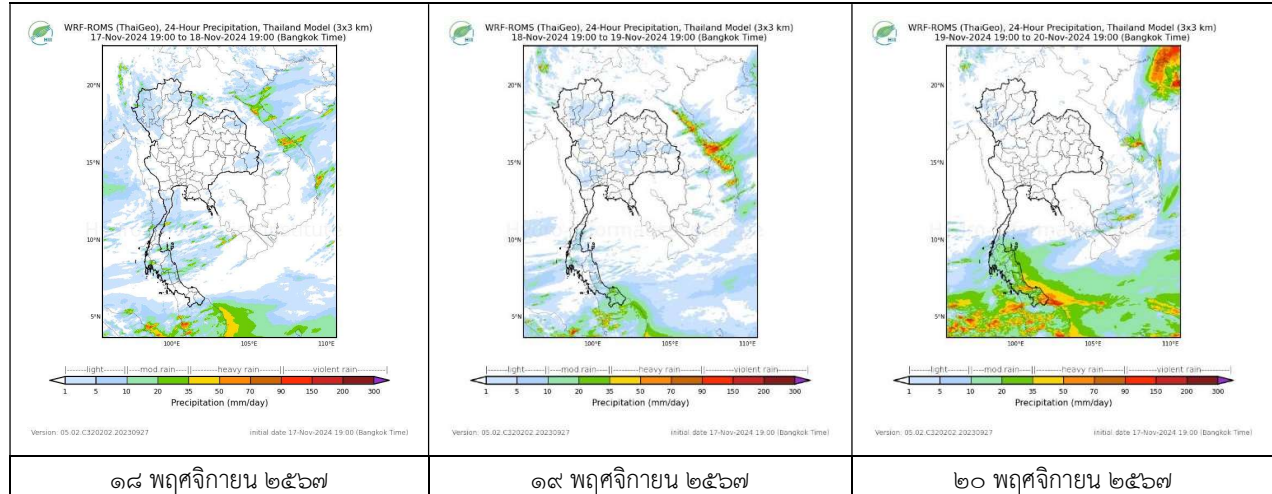 WRF-ROMS (ThaiGeo), 24-Hour Precipitation, Thailand Model (3x3 km)
17-Nov-2024 19:00 to 18-Nov-2024 19:00 (Bangkok Time)
20°N
15°N
10°N
5°N
100°E
105°E
110°E
light
mod rain
heavy rain
violent rain
1 5 10 20 35 50 70 90 150 200 300
Precipitation (mm/day)
Version: 05.02.C320202.20230927
initial date 17-Nov-2024 19:00 (Bangkok Time)
๑๘ พฤศจิกายน ๒๕๖๗
WRF-ROMS (ThaiGeo), 24-Hour Precipitation, Thailand Model (3x3 km)
18-Nov-2024 19:00 to 19-Nov-2024 19:00 (Bangkok Time)
20°N
15°N
10°N
5°N
100°E
105°E
110°E
light
mod rain
heavy rain
violent rain
1 5 10 20 35 50 70 90 150 200 300
Precipitation (mm/day)
Version: 05.02.C320202.20230927
initial date 17-Nov-2024 19:00 (Bangkok Time)
๑๙ พฤศจิกายน ๒๕๖๗
WRF-ROMS (ThaiGeo), 24-Hour Precipitation, Thailand Model (3x3 km)
19-Nov-2024 19:00 to 20-Nov-2024 19:00 (Bangkok Time)
20°N
15°N
10°N
5°N
100°E
105°E
110°E
light
mod rain
heavy rain
violent rain
1 5 10 20 35 50 70 90 150 200 300
Precipitation (mm/day)
Version: 05.02.C320202.20230927
initial date 17-Nov-2024 19:00 (Bangkok Time)
๒๐ พฤศจิกายน ๒๕๖๗